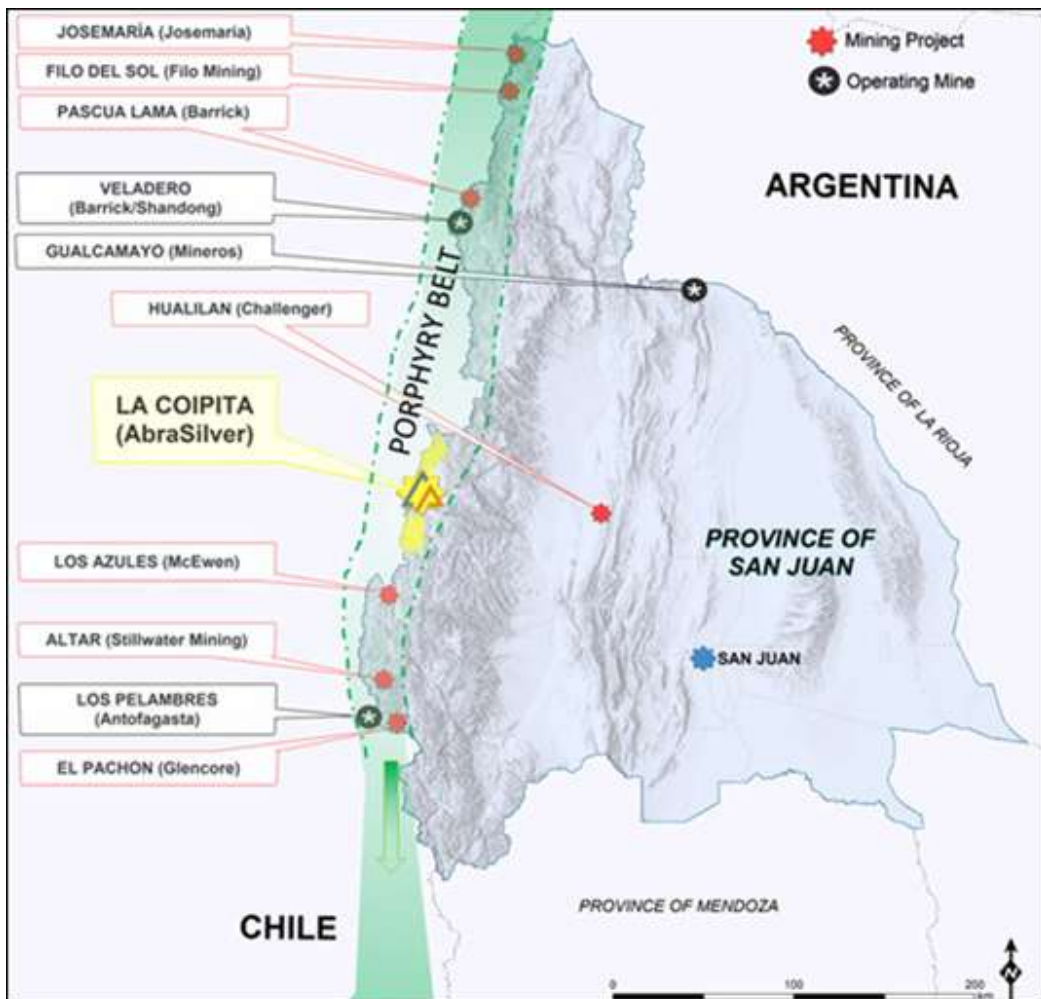 JOSEMARÍA (Josemaria)
FILO DEL SOL (Filo Mining)
PASCUA LAMA (Barrick)
VELADERO
(Barrick/Shandong)
GUALCAMAYO (Mineros)
HUALILAN (Challenger)
LA COIPITA
(AbraSilver)
LOS AZULES (McEwen)
ALTAR (Stillwater Mining)
LOS PELAMBRES
(Antofagasta)
EL PACHON (Glencore)
PORPHYRY BELT
Mining Project
Operating Mine
ARGENTINA
PROVINCE OF LA RIOJA
PROVINCE OF
SAN JUAN
SAN JUAN
PROVINCE OF MENDOZA
CHILE
0 100 200
km
N